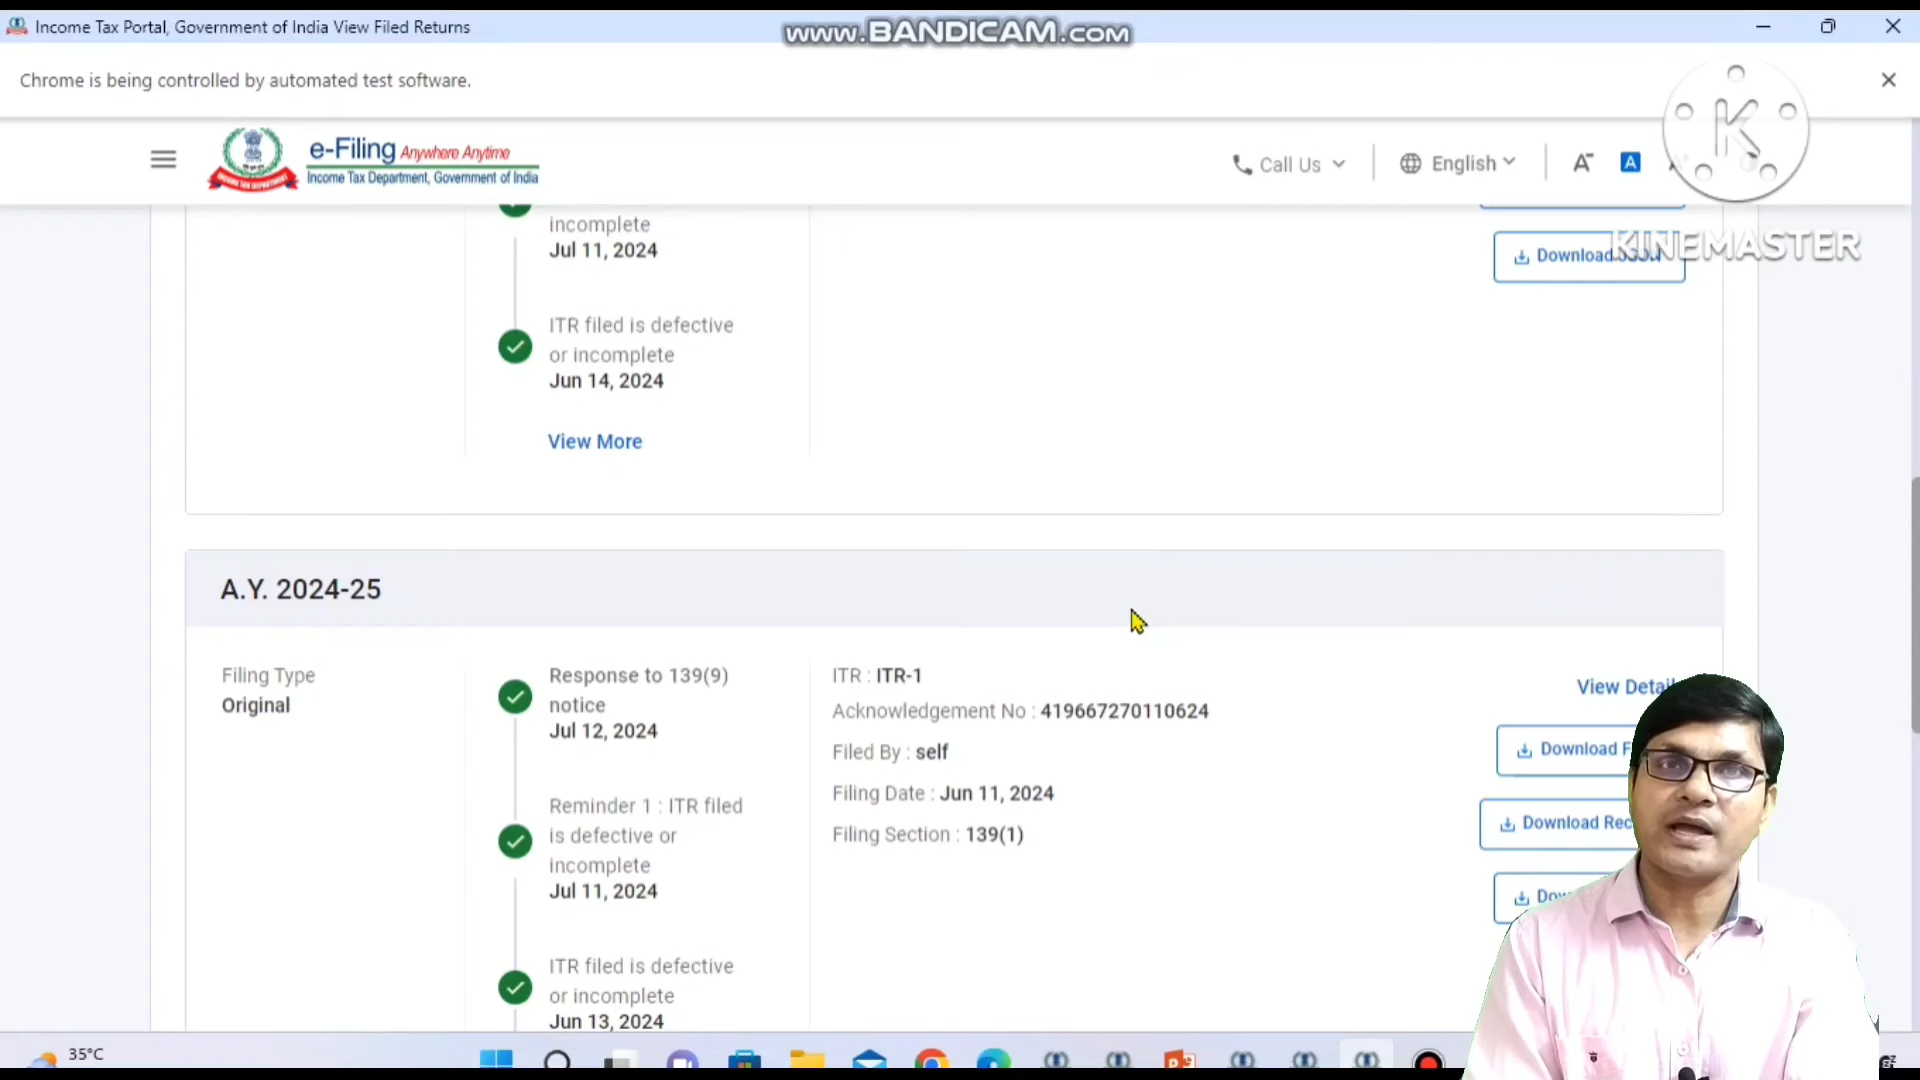 Income Tax Portal, Government of India View Filed Returns
www.BANDICAM.com
Chrome is being controlled by automated test software.
e-Filing Anywhere Anytime
Income Tax Department, Government of India
Call Us
English
A
A
K
KINEMASTER
incomplete
Jul 11, 2024
Download
ITR filed is defective
or incomplete
Jun 14, 2024
View More
A.Y. 2024-25
Filing Type
Original
Response to 139(9)
notice
Jul 12, 2024
Reminder 1 : ITR filed
is defective or
incomplete
Jul 11, 2024
ITR filed is defective
or incomplete
Jun 13, 2024
ITR : ITR-1
Acknowledgement No : 419667270110624
Filed By : self
Filing Date : Jun 11, 2024
Filing Section : 139(1)
View
Download
Download
35°C